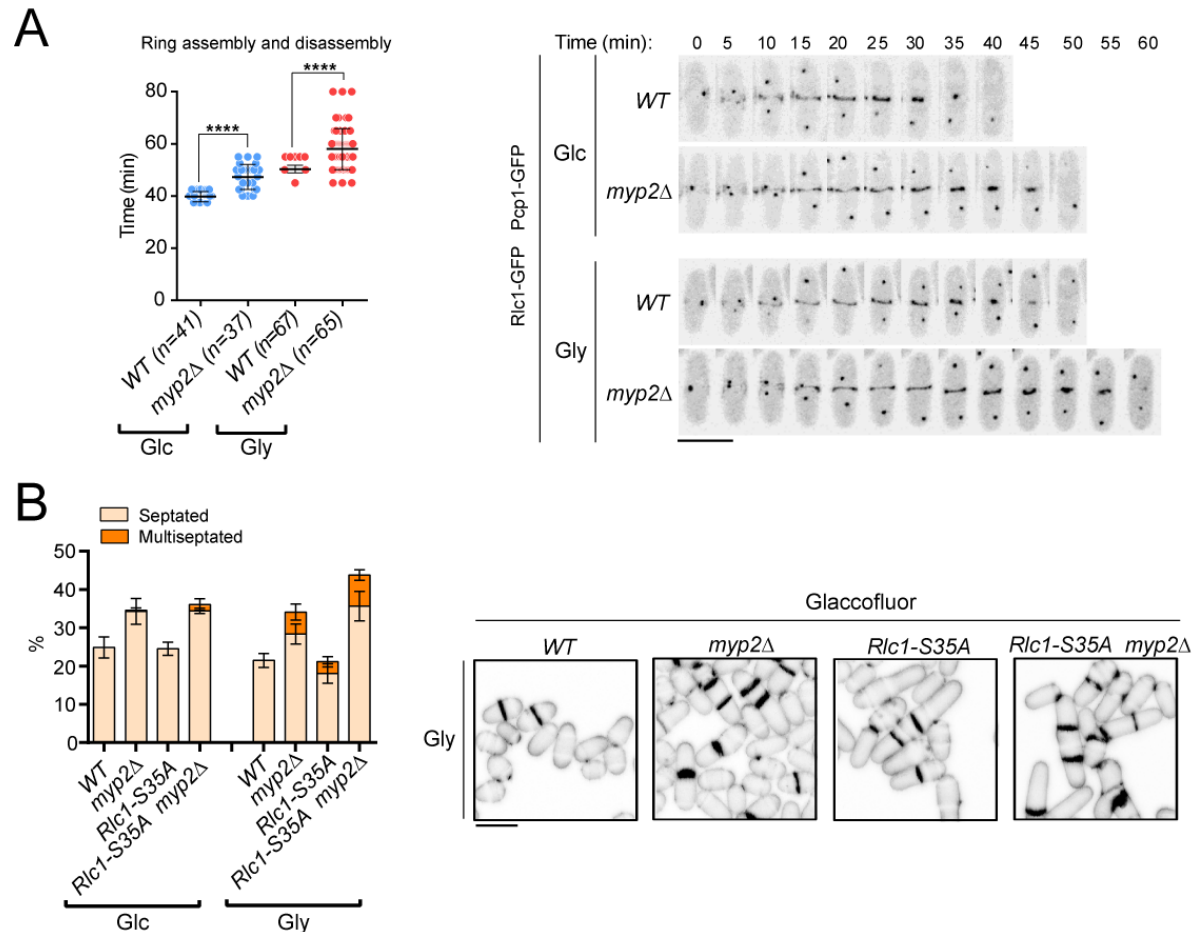 A
Ring assembly and disassembly
****
****
Time (min)
80
60
40
20
0
WT (n=41)
myp2Δ (n=37)
WT (n=67)
myp2Δ (n=65)
Glc
Gly
Time (min): 0 5 10 15 20 25 30 35 40 45 50 55 60
Rlc1-GFP Pcp1-GFP
Glc
WT
myp2Δ
Gly
WT
myp2Δ
B
Septated
Multiseptated
%
50
40
30
20
10
0
WT
myp2Δ
Rlc1-S35A
Rlc1-S35A myp2Δ
WT
myp2Δ
Rlc1-S35A
Rlc1-S35A myp2Δ
Glc
Gly
Glaccofluor
WT myp2Δ Rlc1-S35A Rlc1-S35A myp2Δ
Gly